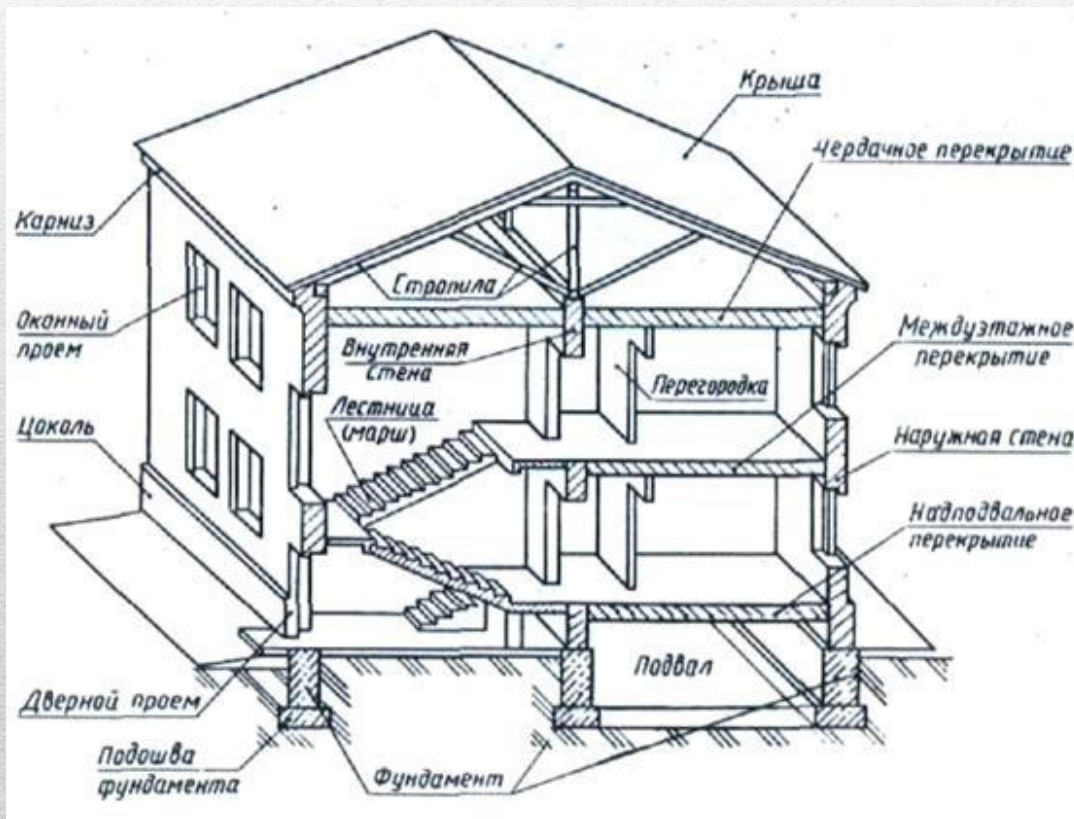 Крыша
Чердачное перекрытие
Карниз
Стропила
Оконный
проем
Междуэтажное
перекрытие
Внутренняя
стена
Перегородка
Лестница
(марш)
Цоколь
Наружная стена
Надподвальное
перекрытие
Подвал
Дверной проем
Подошва
фундамента
Фундамент